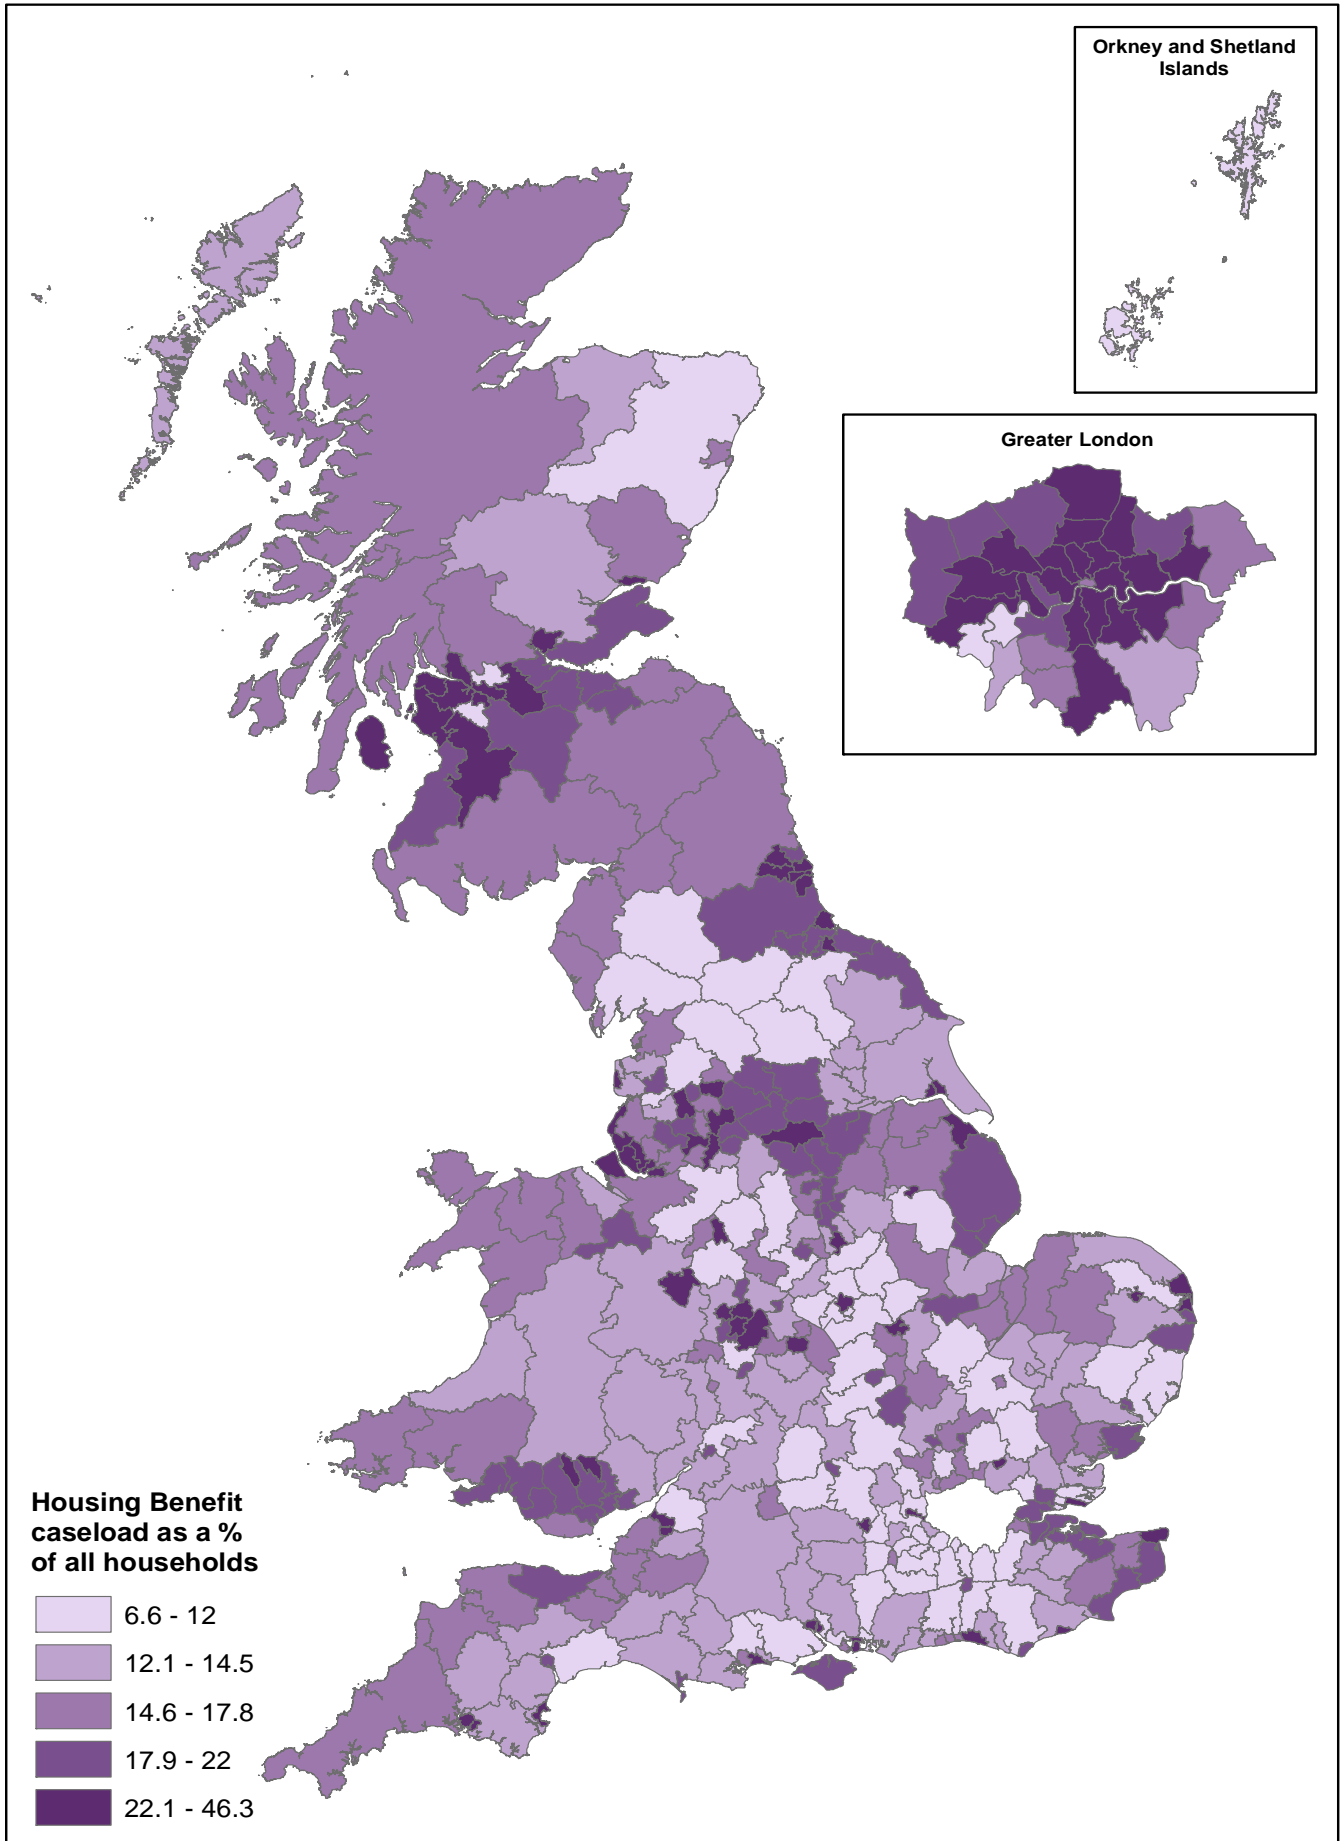 Orkney and Shetland
Islands
Greater London
Housing Benefit
caseload as a %
of all households
6.6 - 12
12.1 - 14.5
14.6 - 17.8
17.9 - 22
22.1 - 46.3